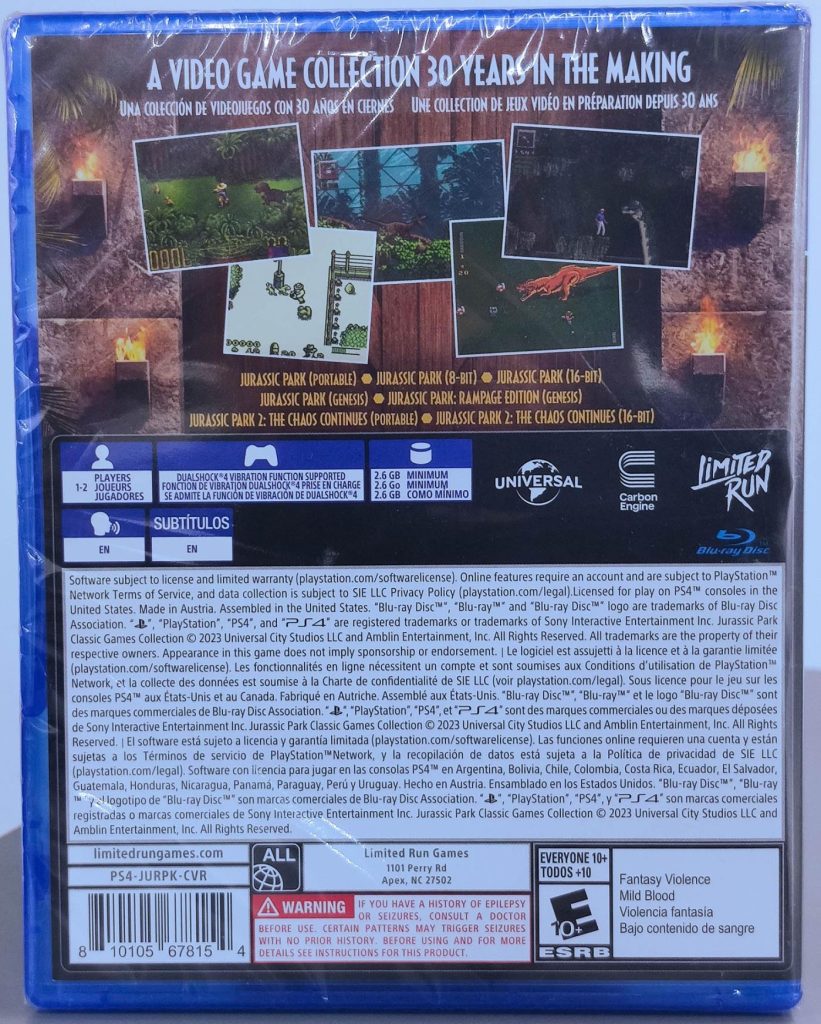 A VIDEO GAME COLLECTION 30 YEARS IN THE MAKING
UNA COLECCIÓN DE VIDEOJUEGOS CON 30 AÑOS EN CIERNES UNE COLLECTION DE JEUX VIDÉO EN PRÉPARATION DEPUIS 30 ANS
JURASSIC PARK (PORTABLE) JURASSIC PARK (8-BIT) JURASSIC PARK (16-BIT)
JURASSIC PARK (GENESIS) JURASSIC PARK: RAMPAGE EDITION (GENESIS)
JURASSIC PARK 2: THE CHAOS CONTINUES (PORTABLE) JURASSIC PARK 2: THE CHAOS CONTINUES (16-BIT)
1-2 PLAYERS
JOUEURS
JUGADORES
DUALSHOCK®4 VIBRATION FUNCTION SUPPORTED
FONCTION DE VIBRATION DUALSHOCK®4 PRISE EN CHARGE
SE ADMITE LA FUNCIÓN DE VIBRACIÓN DE DUALSHOCK®4
2.6 GB MINIMUM
2.6 Go MINIMUM
2.6 GB COMO MÍNIMO
UNIVERSAL
Carbon
Engine
LIMITED
RUN
EN
SUBTÍTULOS
EN
Blu-ray Disc™
Software subject to license and limited warranty (playstation.com/softwarelicense). Online features require an account and are subject to PlayStation™
Network Terms of Service, and data collection is subject to SIE LLC Privacy Policy (playstation.com/legal).Licensed for play on PS4™ consoles in the
United States. Made in Austria. Assembled in the United States. "Blu-ray Disc™", "Blu-ray™" and "Blu-ray Disc™" logo are trademarks of Blu-ray Disc
Association. "", "PlayStation", "PS4", and "PS4" are registered trademarks or trademarks of Sony Interactive Entertainment Inc. Jurassic Park
Classic Games Collection © 2023 Universal City Studios LLC and Amblin Entertainment, Inc. All Rights Reserved. All trademarks are the property of their
respective owners. Appearance in this game does not imply sponsorship or endorsement. | Le logiciel est assujetti à la licence et à la garantie limitée
(playstation.com/softwarelicense). Les fonctionnalités en ligne nécessitent un compte et sont soumises aux Conditions d'utilisation de PlayStation™
Network, et la collecte des données est soumise à la Charte de confidentialité de SIE LLC (voir playstation.com/legal). Sous licence pour le jeu sur les
consoles PS4™ aux États-Unis et au Canada. Fabriqué en Autriche. Assemblé aux États-Unis. "Blu-ray Disc™", "Blu-ray™" et le logo "Blu-ray Disc™" sont
des marques commerciales de Blu-ray Disc Association. "", "PlayStation", "PS4", et "PS4" sont des marques commerciales ou des marques déposées
de Sony Interactive Entertainment Inc. Jurassic Park Classic Games Collection © 2023 Universal City Studios LLC and Amblin Entertainment, Inc. All Rights
Reserved. | El software está sujeto a licencia y garantía limitada (playstation.com/softwarelicense). Las funciones online requieren una cuenta y están
sujetas a los Términos de servicio de PlayStation™Network, y la recopilación de datos está sujeta a la Política de privacidad de SIE LLC
(playstation.com/legal). Software con licencia para jugar en las consolas PS4™ en Argentina, Bolivia, Chile, Colombia, Costa Rica, Ecuador, El Salvador,
Guatemala, Honduras, Nicaragua, Panamá, Paraguay, Perú y Uruguay. Hecho en Austria. Ensamblado en los Estados Unidos. "Blu-ray Disc™", "Blu-ray
™" y el logotipo de "Blu-ray Disc™" son marcas comerciales de Blu-ray Disc Association. "", "PlayStation", "PS4", y "PS4" son marcas comerciales
registradas o marcas comerciales de Sony Interactive Entertainment Inc. Jurassic Park Classic Games Collection © 2023 Universal City Studios LLC and
Amblin Entertainment, Inc. All Rights Reserved.
limitedrungames.com
PS4-JURPK-CVR
8 10105 67815 4
ALL
Limited Run Games
1101 Perry Rd
Apex, NC 27502
WARNING IF YOU HAVE A HISTORY OF EPILEPSY
OR SEIZURES, CONSULT A DOCTOR
BEFORE USE. CERTAIN PATTERNS MAY TRIGGER SEIZURES
WITH NO PRIOR HISTORY. BEFORE USING AND FOR MORE
DETAILS SEE INSTRUCTIONS FOR THIS PRODUCT.
EVERYONE 10+
TODOS +10
E
10+
ESRB
Fantasy Violence
Mild Blood
Violencia fantasía
Bajo contenido de sangre